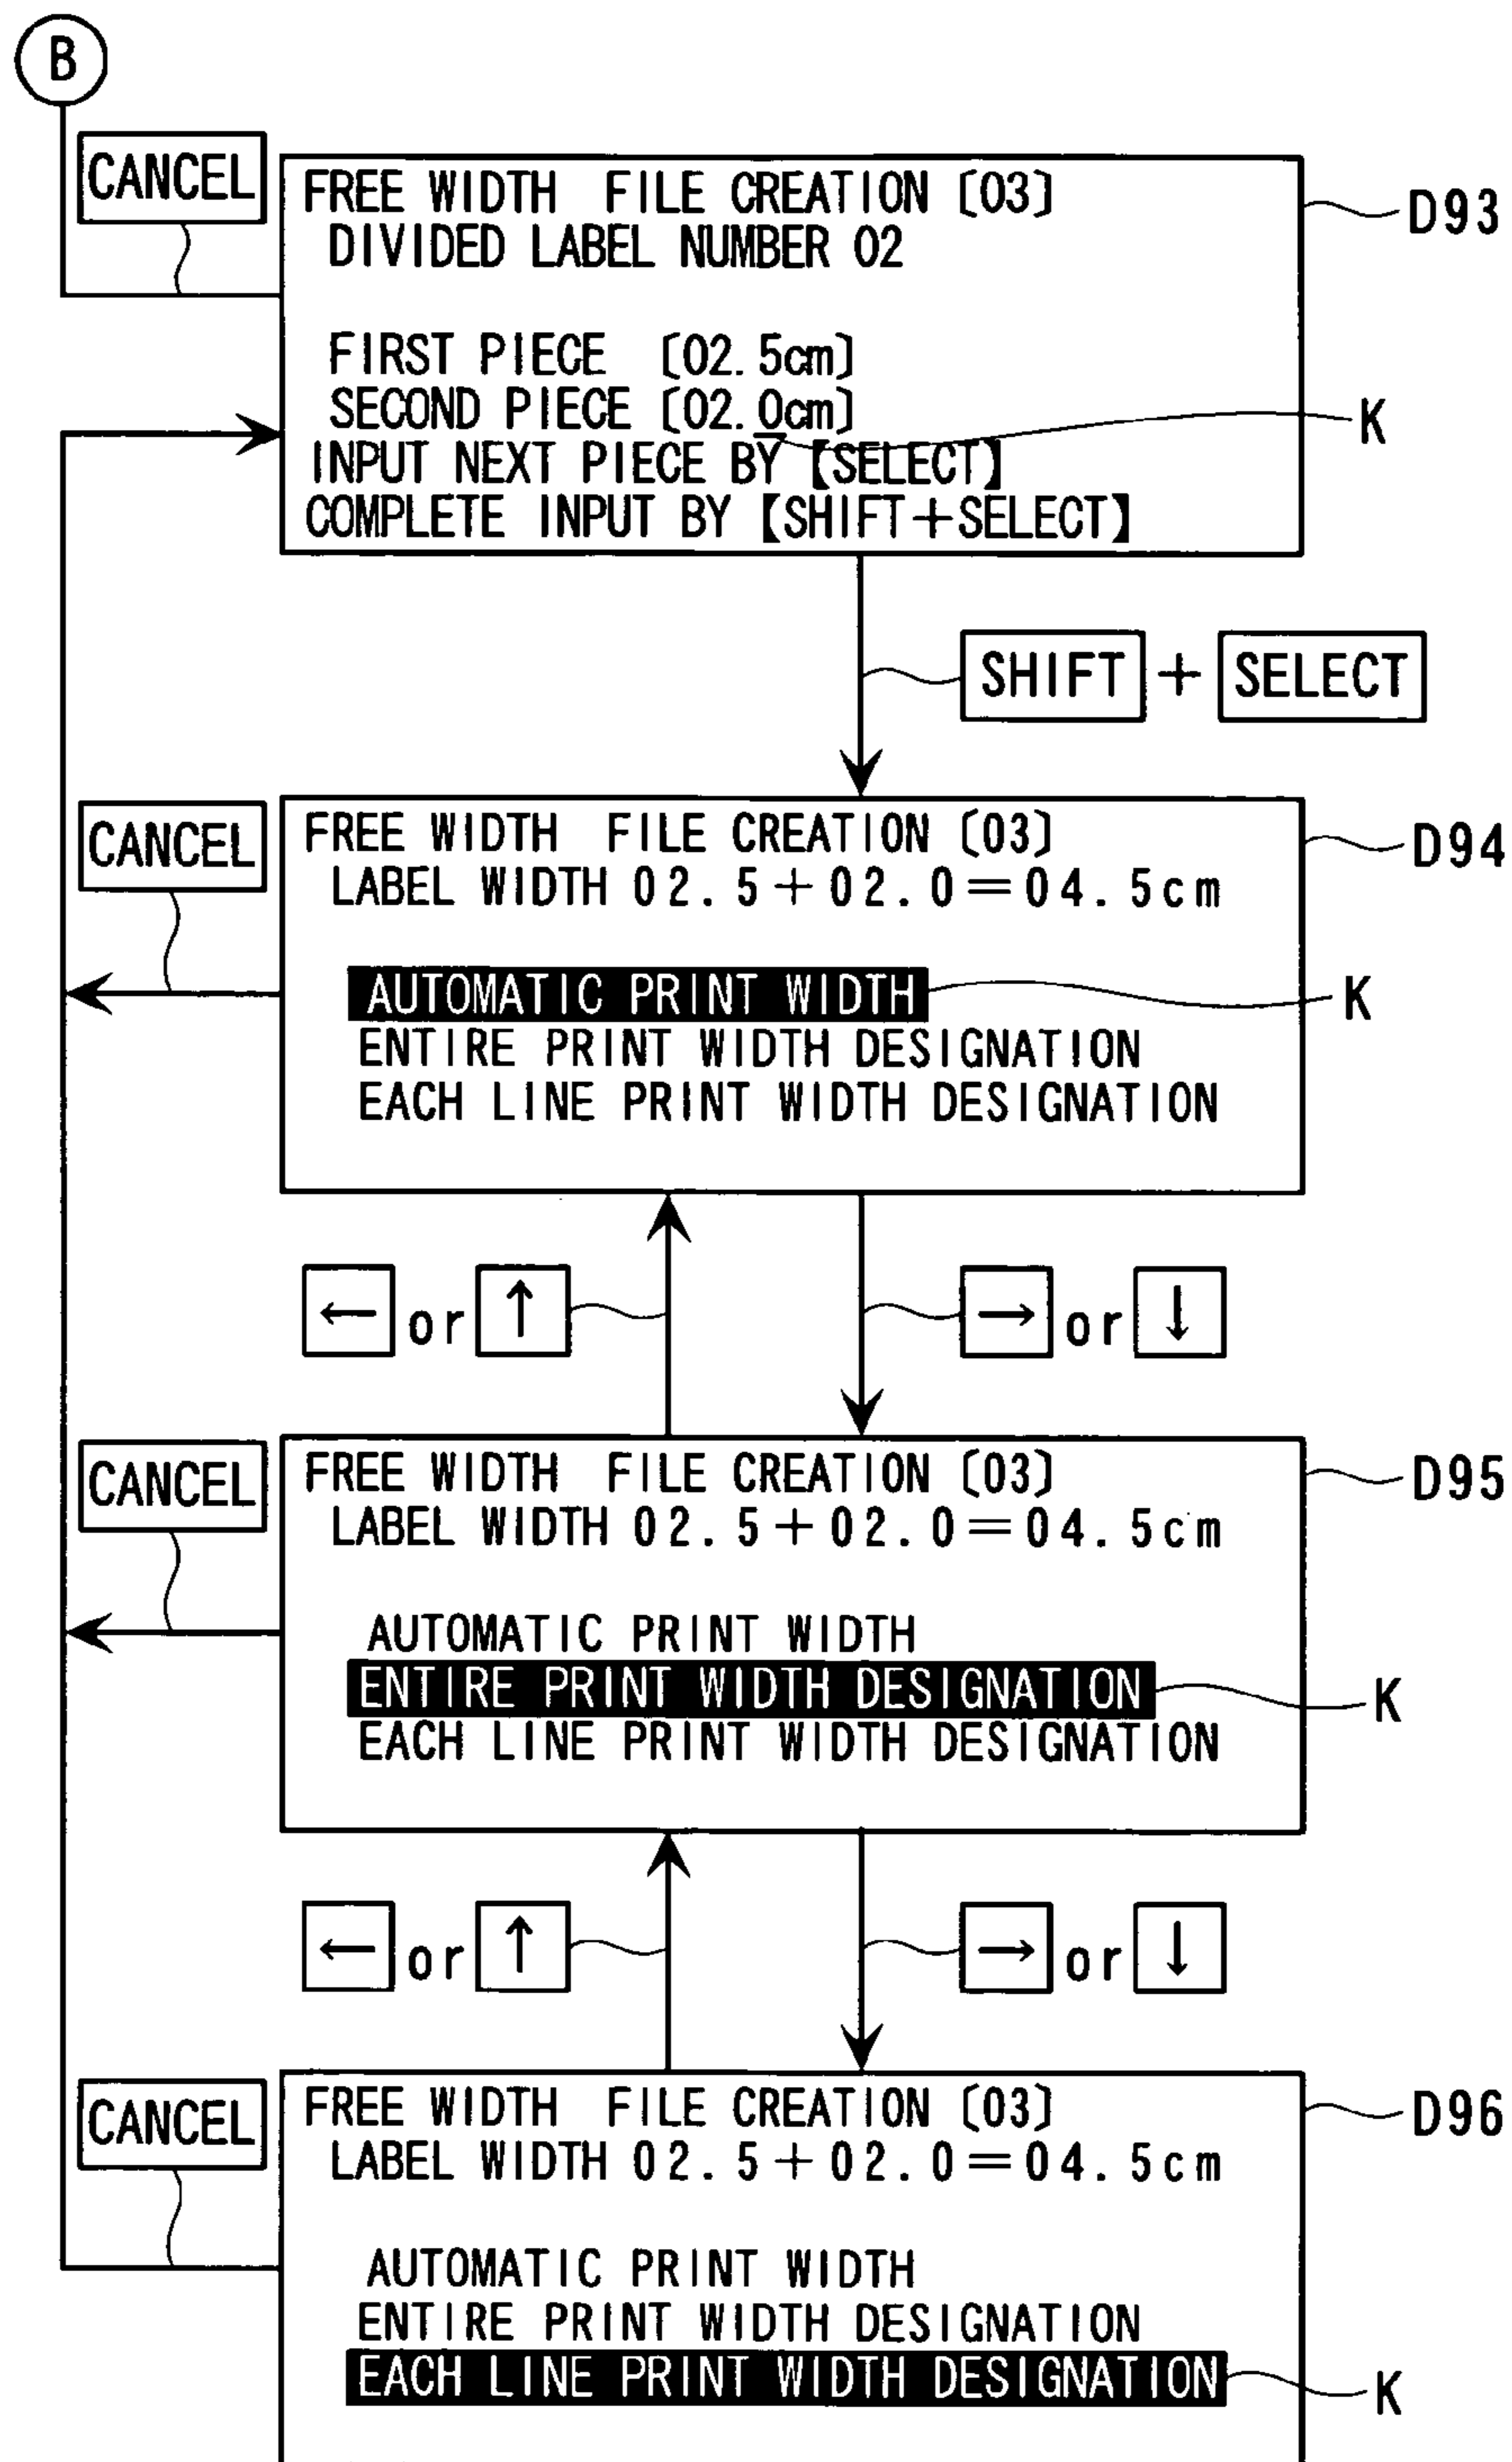 B
CANCEL
FREE WIDTH FILE CREATION [03]
DIVIDED LABEL NUMBER 02
FIRST PIECE [02.5cm]
SECOND PIECE [02.0cm]
INPUT NEXT PIECE BY【SELECT】
COMPLETE INPUT BY【SHIFT+SELECT】
D93
K
SHIFT + SELECT
CANCEL
FREE WIDTH FILE CREATION [03]
LABEL WIDTH 02.5+02.0=04.5cm
AUTOMATIC PRINT WIDTH
ENTIRE PRINT WIDTH DESIGNATION
EACH LINE PRINT WIDTH DESIGNATION
D94
K
← or ↑
→ or ↓
CANCEL
FREE WIDTH FILE CREATION [03]
LABEL WIDTH 02.5+02.0=04.5cm
AUTOMATIC PRINT WIDTH
ENTIRE PRINT WIDTH DESIGNATION
EACH LINE PRINT WIDTH DESIGNATION
D95
K
← or ↑
→ or ↓
CANCEL
FREE WIDTH FILE CREATION [03]
LABEL WIDTH 02.5+02.0=04.5cm
AUTOMATIC PRINT WIDTH
ENTIRE PRINT WIDTH DESIGNATION
EACH LINE PRINT WIDTH DESIGNATION
D96
K